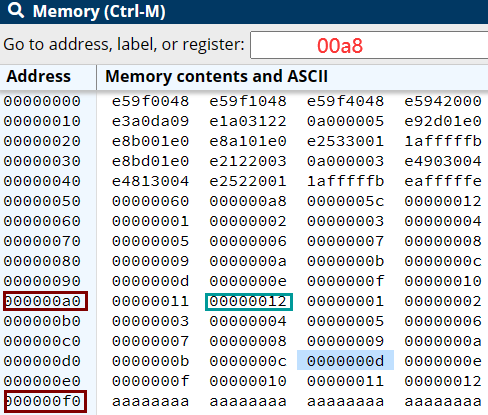 Memory (Ctrl-M)
Go to address, label, or register: 00a8
Address Memory contents and ASCII
00000000 e59f0048 e59f1048 e59f4048 e5942000
00000010 e3a0da09 e1a03122 0a000005 e92d01e0
00000020 e8b001e0 e8a101e0 e2533001 1afffffb
00000030 e8bd01e0 e2122003 0a000003 e4903004
00000040 e4813004 e2522001 1afffffb eafffffe
00000050 00000060 000000a8 0000005c 00000012
00000060 00000001 00000002 00000003 00000004
00000070 00000005 00000006 00000007 00000008
00000080 00000009 0000000a 0000000b 0000000c
00000090 0000000d 0000000e 0000000f 00000010
000000a0 00000011 00000012 00000001 00000002
000000b0 00000003 00000004 00000005 00000006
000000c0 00000007 00000008 00000009 0000000a
000000d0 0000000b 0000000c 0000000d 0000000e
000000e0 0000000f 00000010 00000011 00000012
000000f0 aaaaaaaa aaaaaaaa aaaaaaaa aaaaaaaa